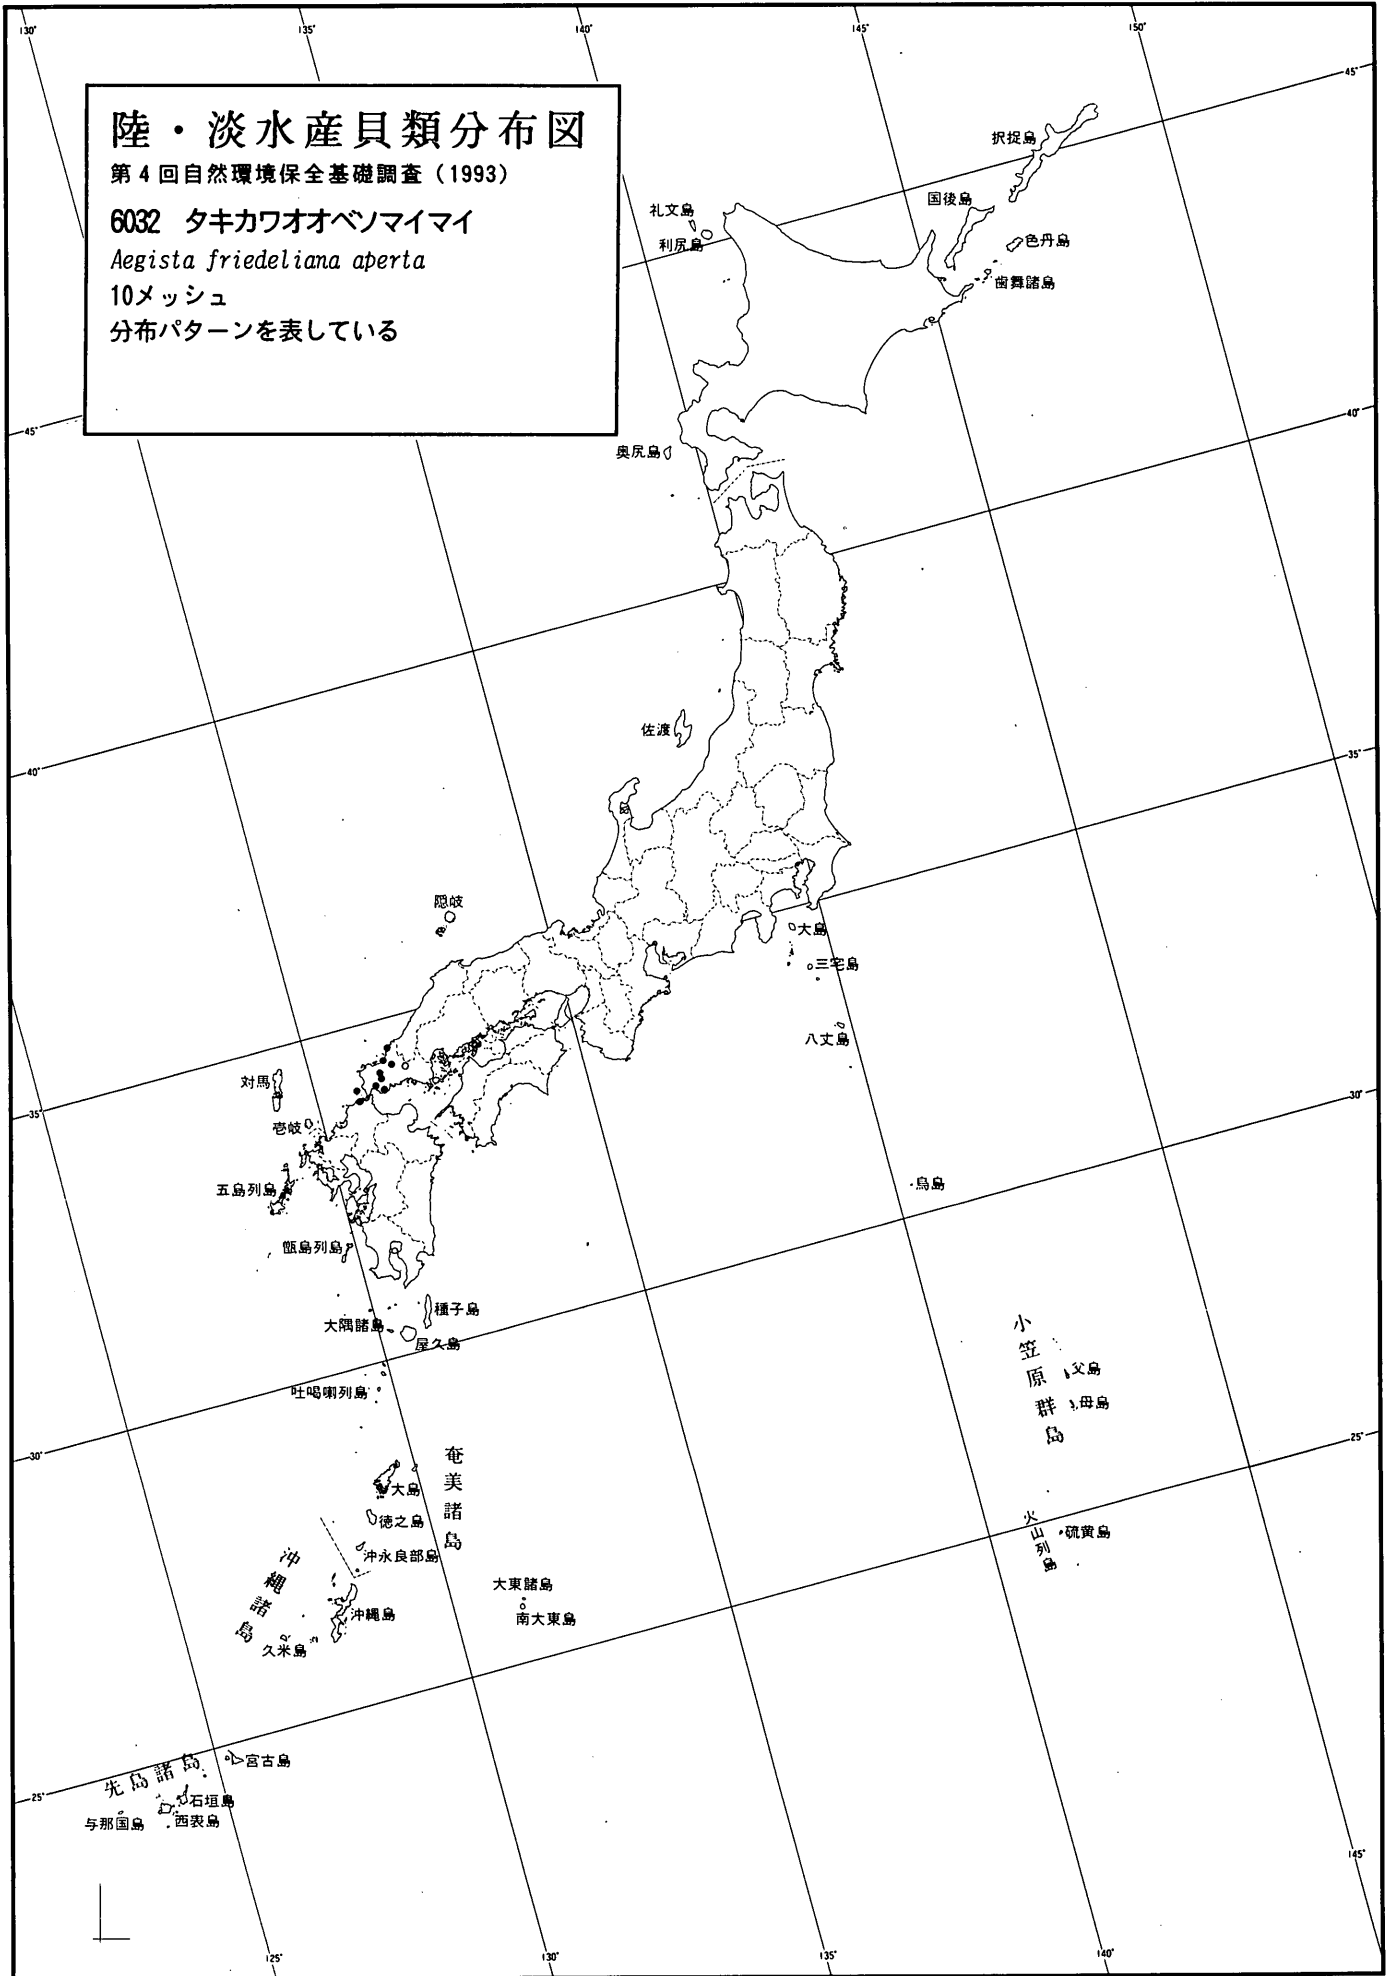 130°
135°
140°
145°
150°
陸・淡水産貝類分布図
第4回自然環境保全基礎調査（1993）
6032 タキカワオオベソマイマイ
Aegista friedeliana aperta
10メッシュ
分布パターンを表している
45°
択捉島
国後島
礼文島
利尻島
色丹島
歯舞諸島
40°
45°
奥尻島
佐渡
35°
40°
隠岐
大島
三宅島
八丈島
対馬
30°
35°
壱岐
五島列島
鳥島
甑島列島
種子島
大隅諸島
屋久島
小笠原群島
父島
吐喝喇列島
母島
25°
30°
奄美諸島
大島
徳之島
火山列島
硫黄島
沖永良部島
沖縄諸島
大東諸島
沖縄島
南大東島
久米島
宮古島
先島諸島
25°
石垣島
与那国島
西表島
145°
125°
130°
135°
140°